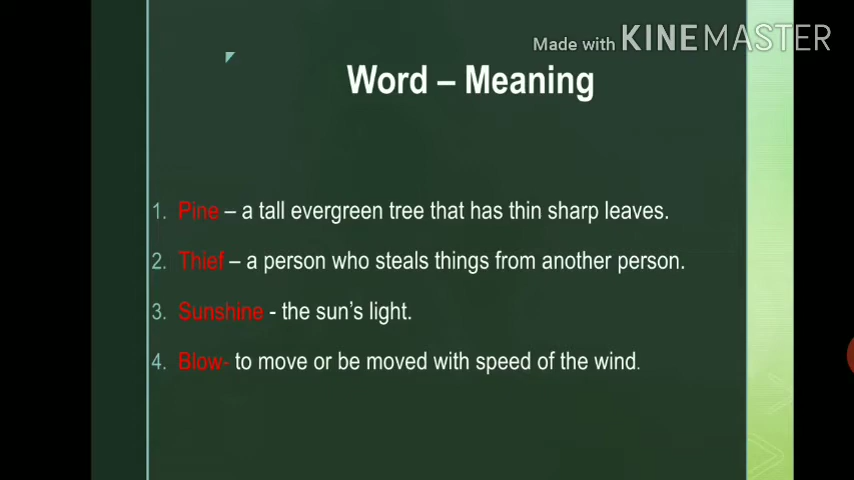 Made with KINEMASTER
Word – Meaning
1. Pine – a tall evergreen tree that has thin sharp leaves.
2. Thief – a person who steals things from another person.
3. Sunshine - the sun's light.
4. Blow- to move or be moved with speed of the wind.